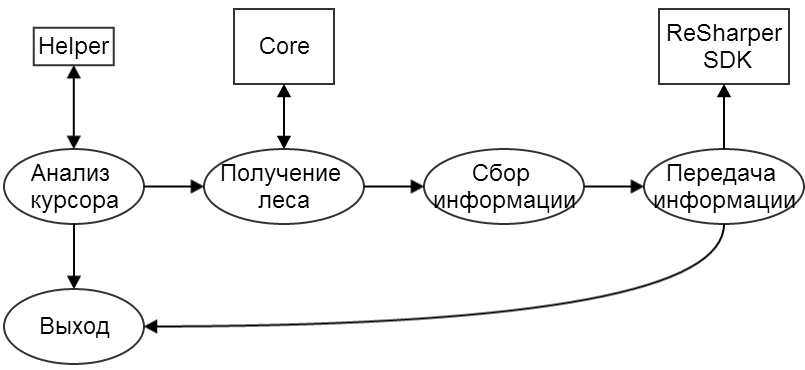 Helper
Core
ReSharper
SDK
Анализ
курсора
Получение
леса
Сбор
информации
Передача
информации
Выход